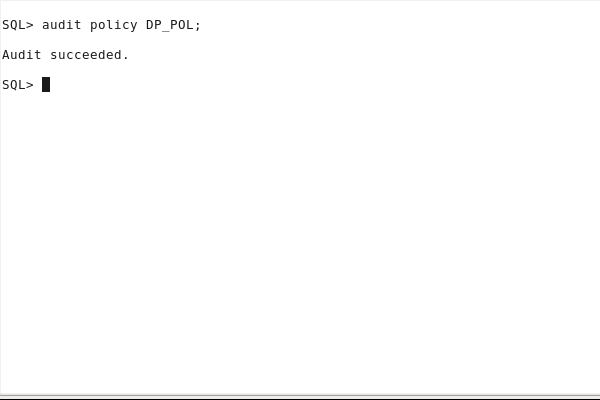 SQL> audit policy DP_POL;
Audit succeeded.
SQL>